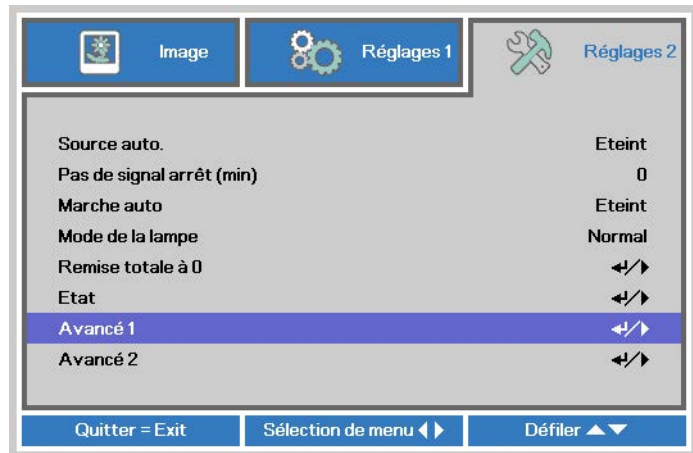 Image
Réglages 1
Réglages 2
Source auto. Eteint
Pas de signal arrêt (min) 0
Marche auto Eteint
Mode de la lampe Normal
Remise totale à 0
Etat
Avancé 1
Avancé 2
Quitter = Exit
Sélection de menu
Défiler